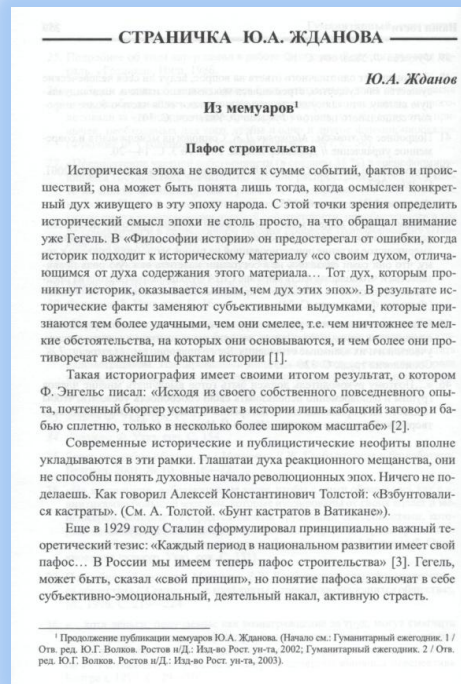 СТРАНИЧКА Ю.А. ЖДАНОВА
Ю.А. Жданов
Из мемуаров¹
Пафос строительства
Историческая эпоха не сводится к сумме событий, фактов и проис-
шествий; она может быть понята лишь тогда, когда осмыслен конкрет-
ный дух живущего в эту эпоху народа. С этой точки зрения определить
исторический смысл эпохи не столь просто, на что обращал внимание
уже Гегель. В «Философии истории» он предостерегал от ошибки, когда
историк подходит к историческому материалу «со своим духом, отлича-
ющимся от духа содержания этого материала... Тот дух, которым про-
никнут историк, оказывается иным, чем дух этих эпох». В результате ис-
торические факты заменяют субъективными выдумками, которые при-
знаются тем более удачными, чем они смелее, т.е. чем ничтожнее те мел-
кие обстоятельства, на которых они основываются, и чем более они про-
тиворечат важнейшим фактам истории [1].
Такая историография имеет своими итогом результат, о котором
Ф. Энгельс писал: «Исходя из своего собственного повседневного опы-
та, почтенный бюргер усматривает в истории лишь кабацкий заговор и ба-
бью сплетню, только в несколько более широком масштабе» [2].
Современные исторические и публицистические неофиты вполне
укладываются в эти рамки. Глашатаи духа реакционного мещанства, они
не способны понять духовные начало революционных эпох. Ничего не по-
делаешь. Как говорил Алексей Константинович Толстой: «Взбунтовали-
ся кастраты». (См. А. Толстой. «Бунт кастратов в Ватикане»).
Еще в 1929 году Сталин сформулировал принципиально важный те-
оретический тезис: «Каждый период в национальном развитии имеет свой
пафос... В России мы имеем теперь пафос строительства» [3]. Гегель,
может быть, сказал «свой принцип», но понятие пафоса заключат в себе
субъективно-эмоциональный, деятельный накал, активную страсть.
¹ Продолжение публикации мемуаров Ю.А. Жданова. (Начало см.: Гуманитарный ежегодник. 1 /
Отв. ред. Ю.Г. Волков. Ростов н/Д.: Изд-во Рост. ун-та, 2002; Гуманитарный ежегодник. 2 / Отв.
ред. Ю.Г. Волков. Ростов н/Д.: Изд-во Рост. ун-та, 2003).